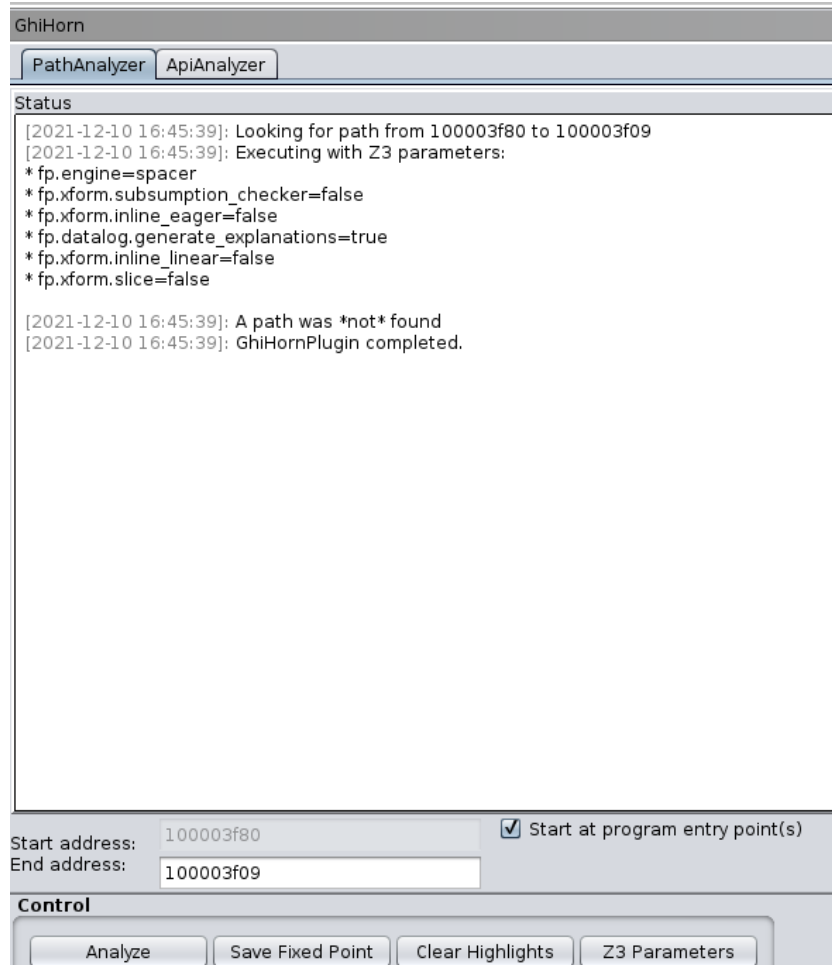 GhiHorn
PathAnalyzer ApiAnalyzer
Status
[2021-12-10 16:45:39]: Looking for path from 100003f80 to 100003f09
[2021-12-10 16:45:39]: Executing with Z3 parameters:
* fp.engine=spacer
* fp.xform.subsumption_checker=false
* fp.xform.inline_eager=false
* fp.datalog.generate_explanations=true
* fp.xform.inline_linear=false
* fp.xform.slice=false
[2021-12-10 16:45:39]: A path was *not* found
[2021-12-10 16:45:39]: GhiHornPlugin completed.
Start address: 100003f80 Start at program entry point(s)
End address: 100003f09
Control
Analyze Save Fixed Point Clear Highlights Z3 Parameters